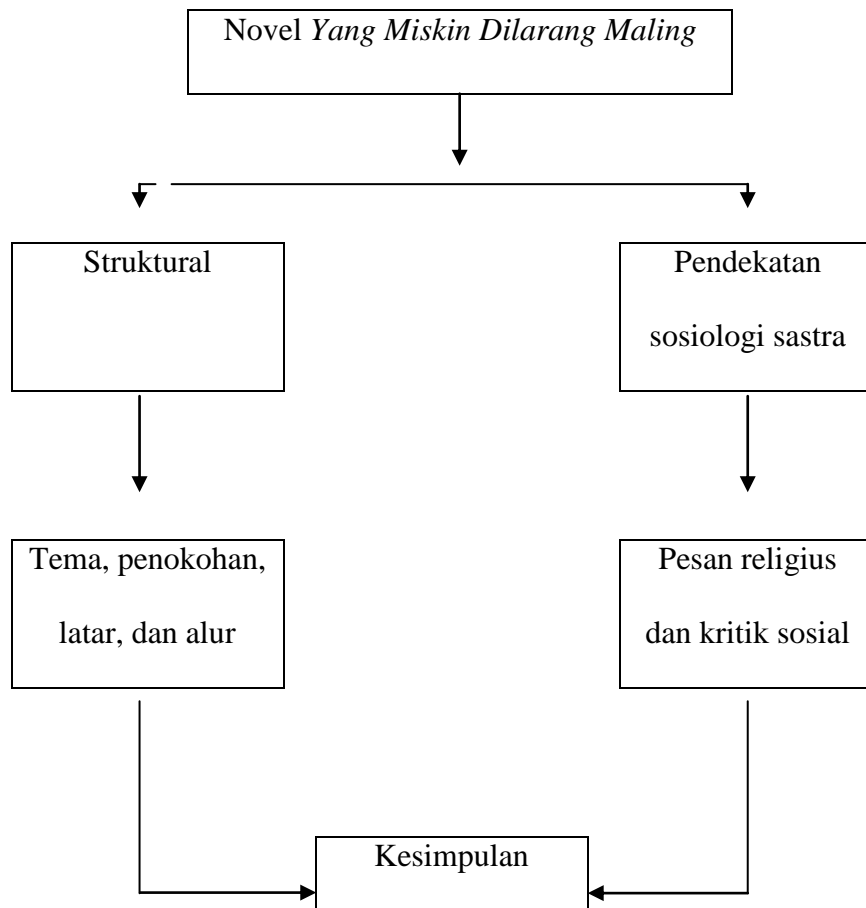 Novel Yang Miskin Dilarang Maling
Struktural
Pendekatan
sosiologi sastra
Tema, penokohan,
latar, dan alur
Pesan religius
dan kritik sosial
Kesimpulan